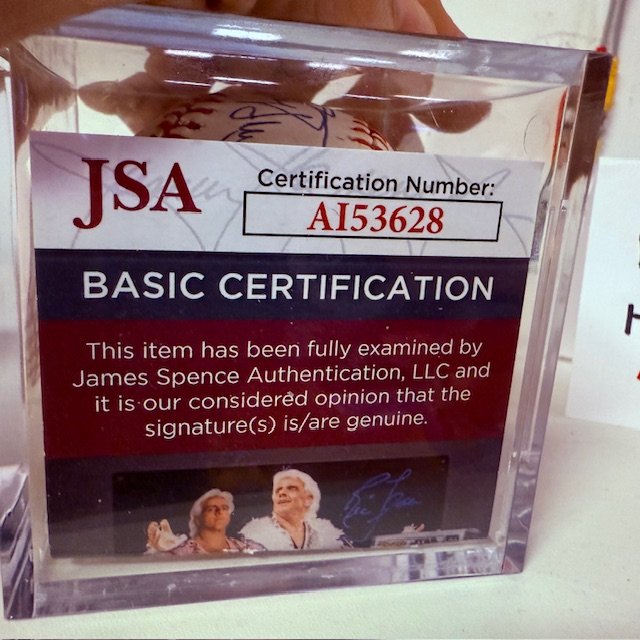 JSA
Certification Number:
AI53628
BASIC CERTIFICATION
This item has been fully examined by
James Spence Authentication, LLC and
it is our considered opinion that the
signature(s) is/are genuine.